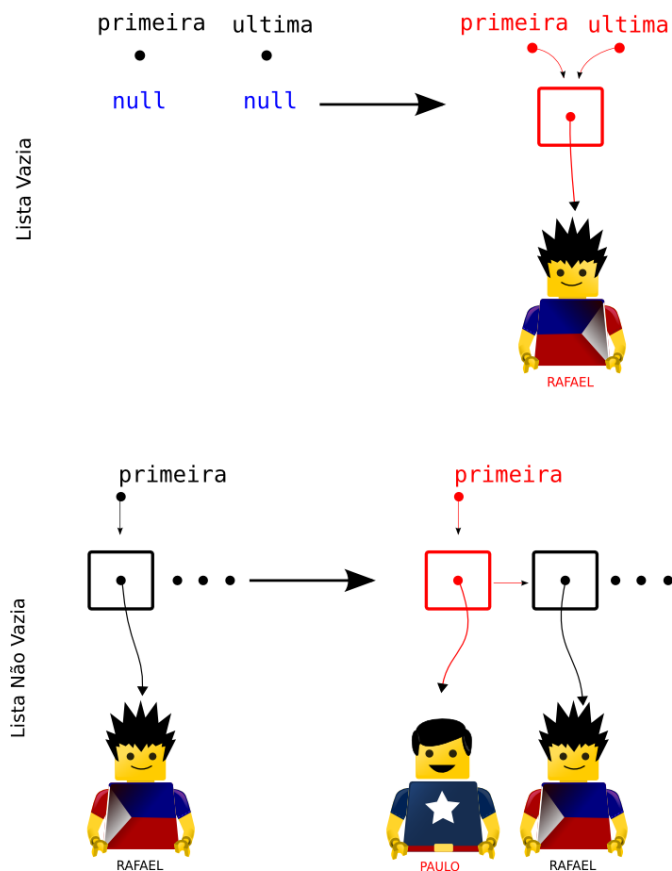 primeira ultima
primeira ultima
null null
Lista Vazia
RAFAEL
primeira
primeira
Lista Não Vazia
RAFAEL
PAULO
RAFAEL